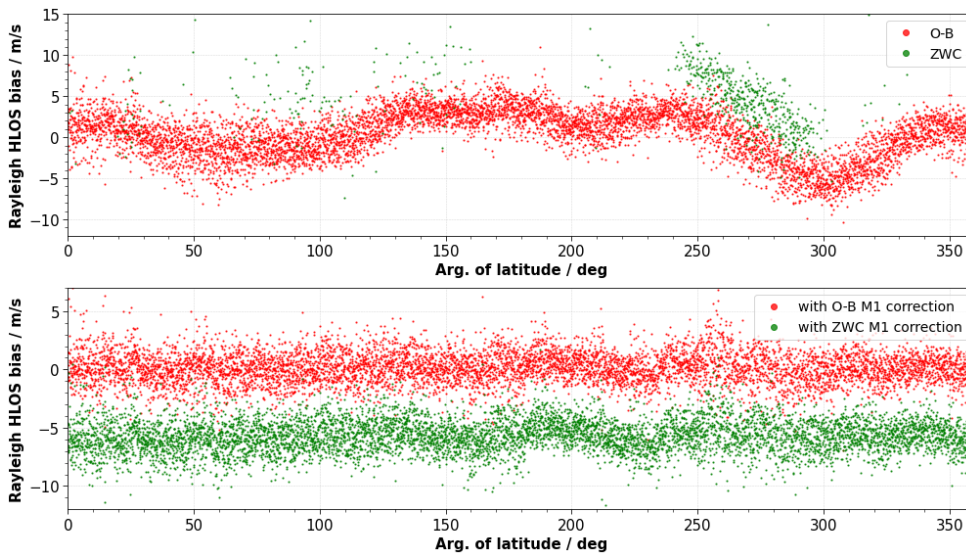 15
10
5
0
−5
−10
Rayleigh HLOS bias / m/s
O-B
ZWC
0 50 100 150 200 250 300 350
Arg. of latitude / deg
5
0
−5
−10
Rayleigh HLOS bias / m/s
with O-B M1 correction
with ZWC M1 correction
0 50 100 150 200 250 300 350
Arg. of latitude / deg